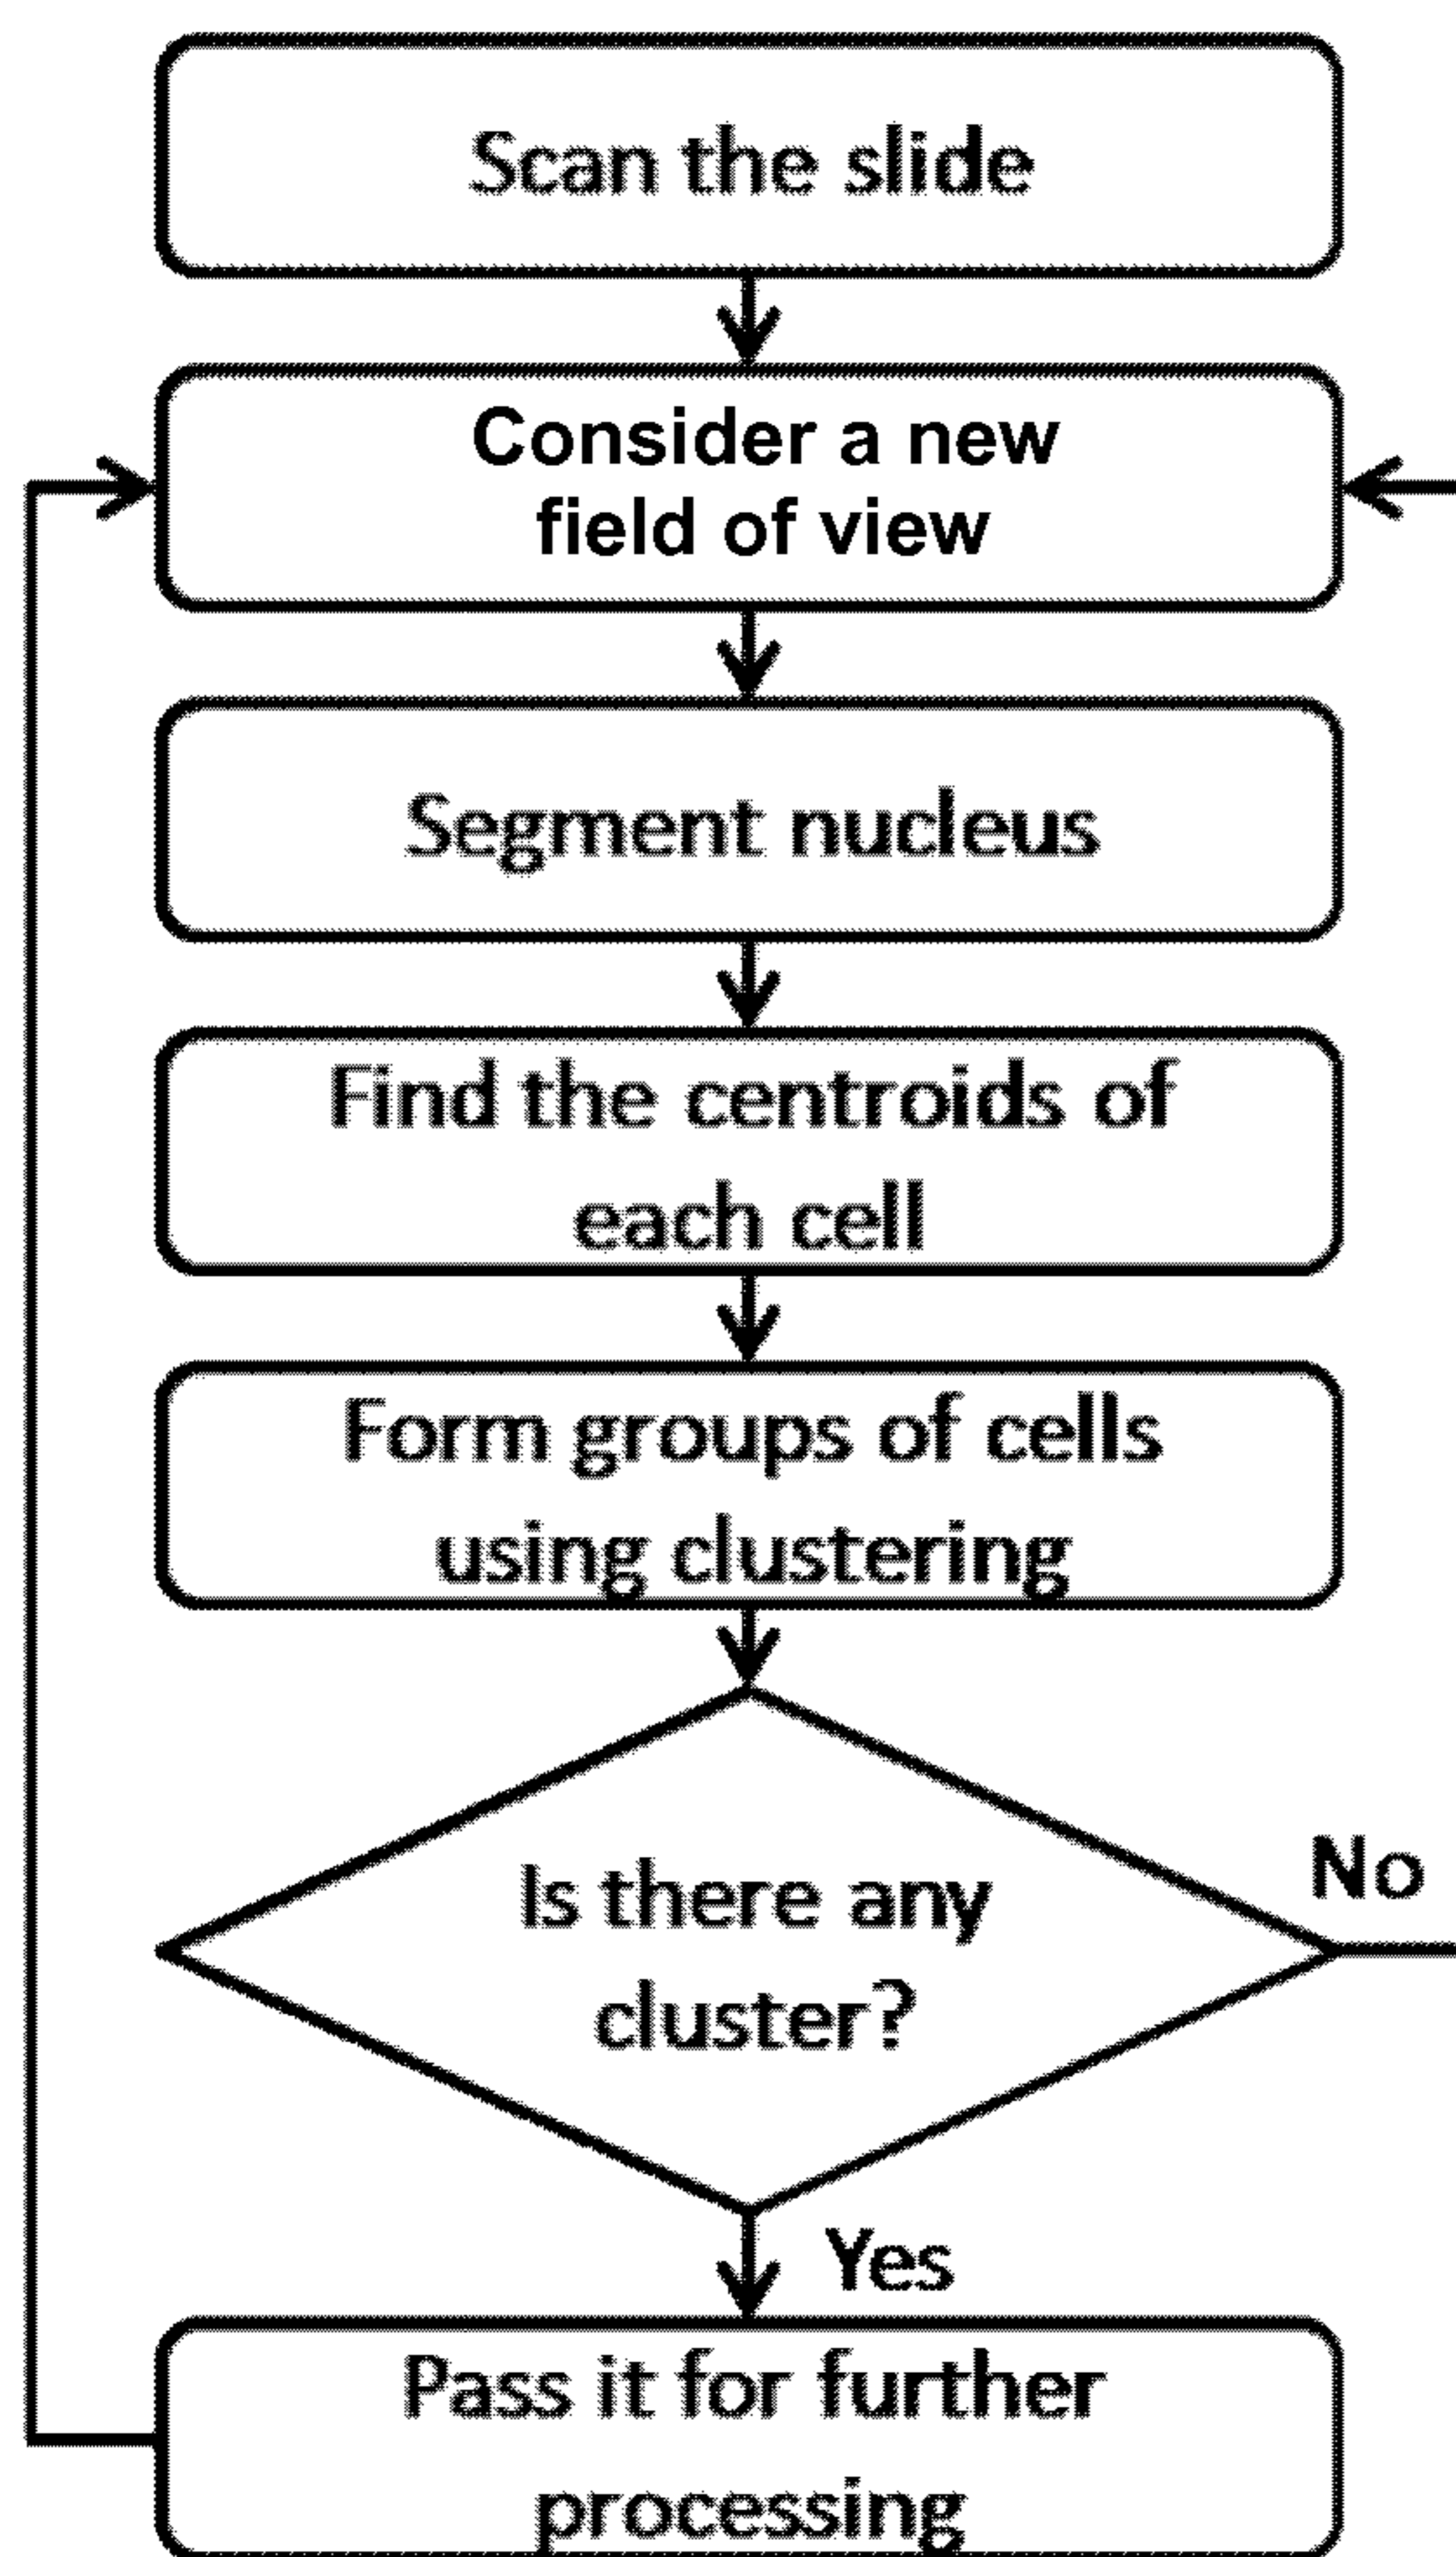 Scan the slide
Consider a new
field of view
Segment nucleus
Find the centroids of
each cell
Form groups of cells
using clustering
Is there any
cluster?
No
Yes
Pass it for further
processing